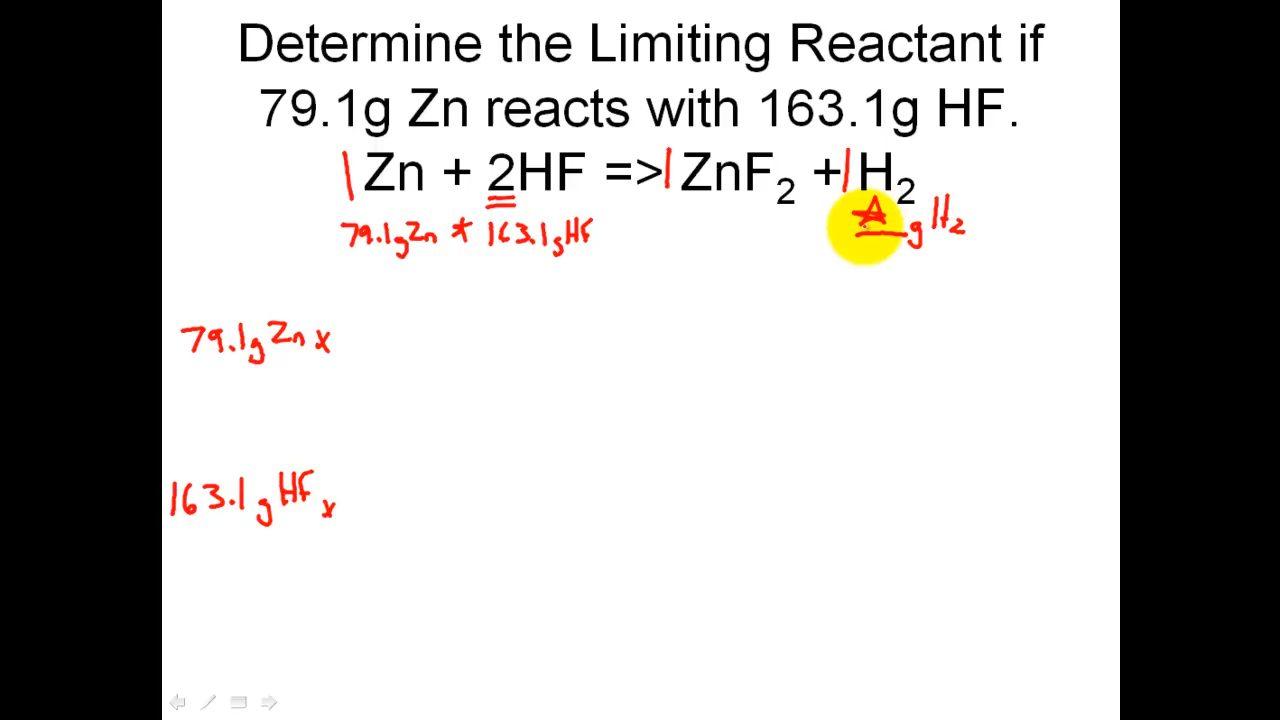 Determine the Limiting Reactant if
79.1g Zn reacts with 163.1g HF.
1 Zn + 2HF => 1 ZnF₂ + 1 H₂
79.1g Zn * 163.1g HF
g H₂
79.1g Zn x
163.1g HF x